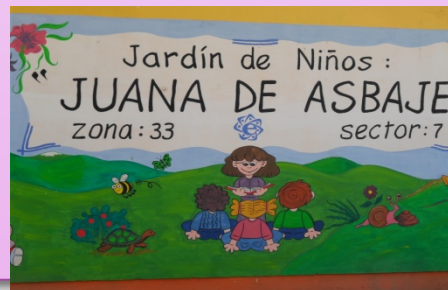 Jardín de Niños :
"JUANA DE ASBAJE
zona: 33 sector: 7